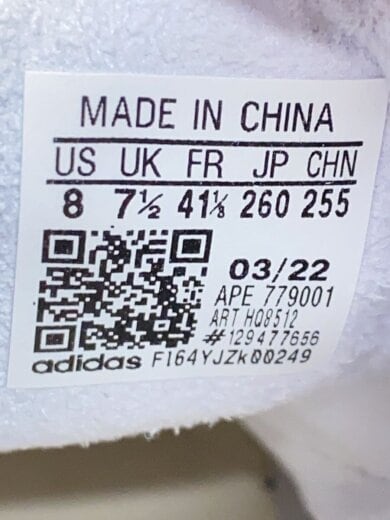 MADE IN CHINA
US UK FR JP CHN
8 7½ 41⅓ 260 255
03/22
APE 779001
ART HQ8512
#129477656
adidas F164YJZk00249